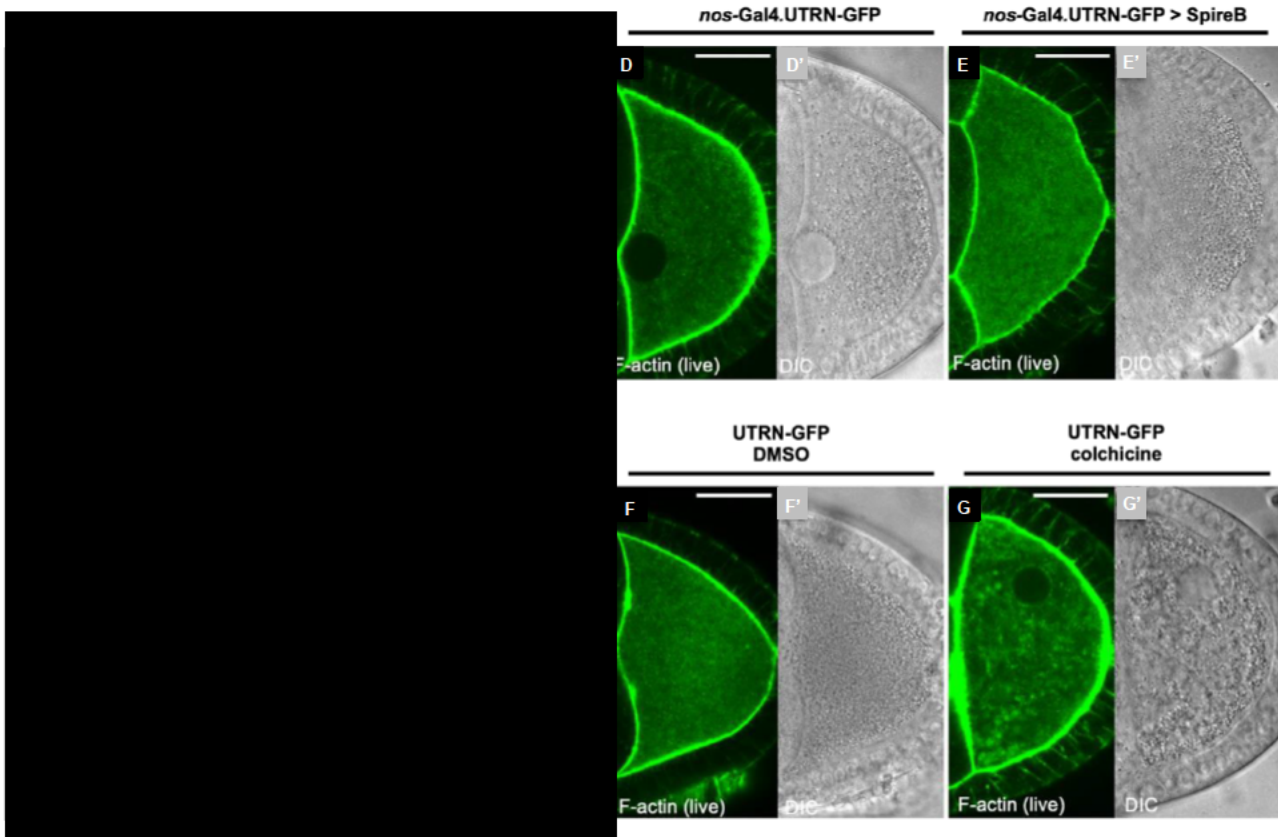 nos-Gal4.UTRN-GFP
nos-Gal4.UTRN-GFP > SpireB
D
D'
E
E'
F-actin (live)
DIC
F-actin (live)
DIC
UTRN-GFP
DMSO
UTRN-GFP
colchicine
F
F'
G
G'
F-actin (live)
DIC
F-actin (live)
DIC